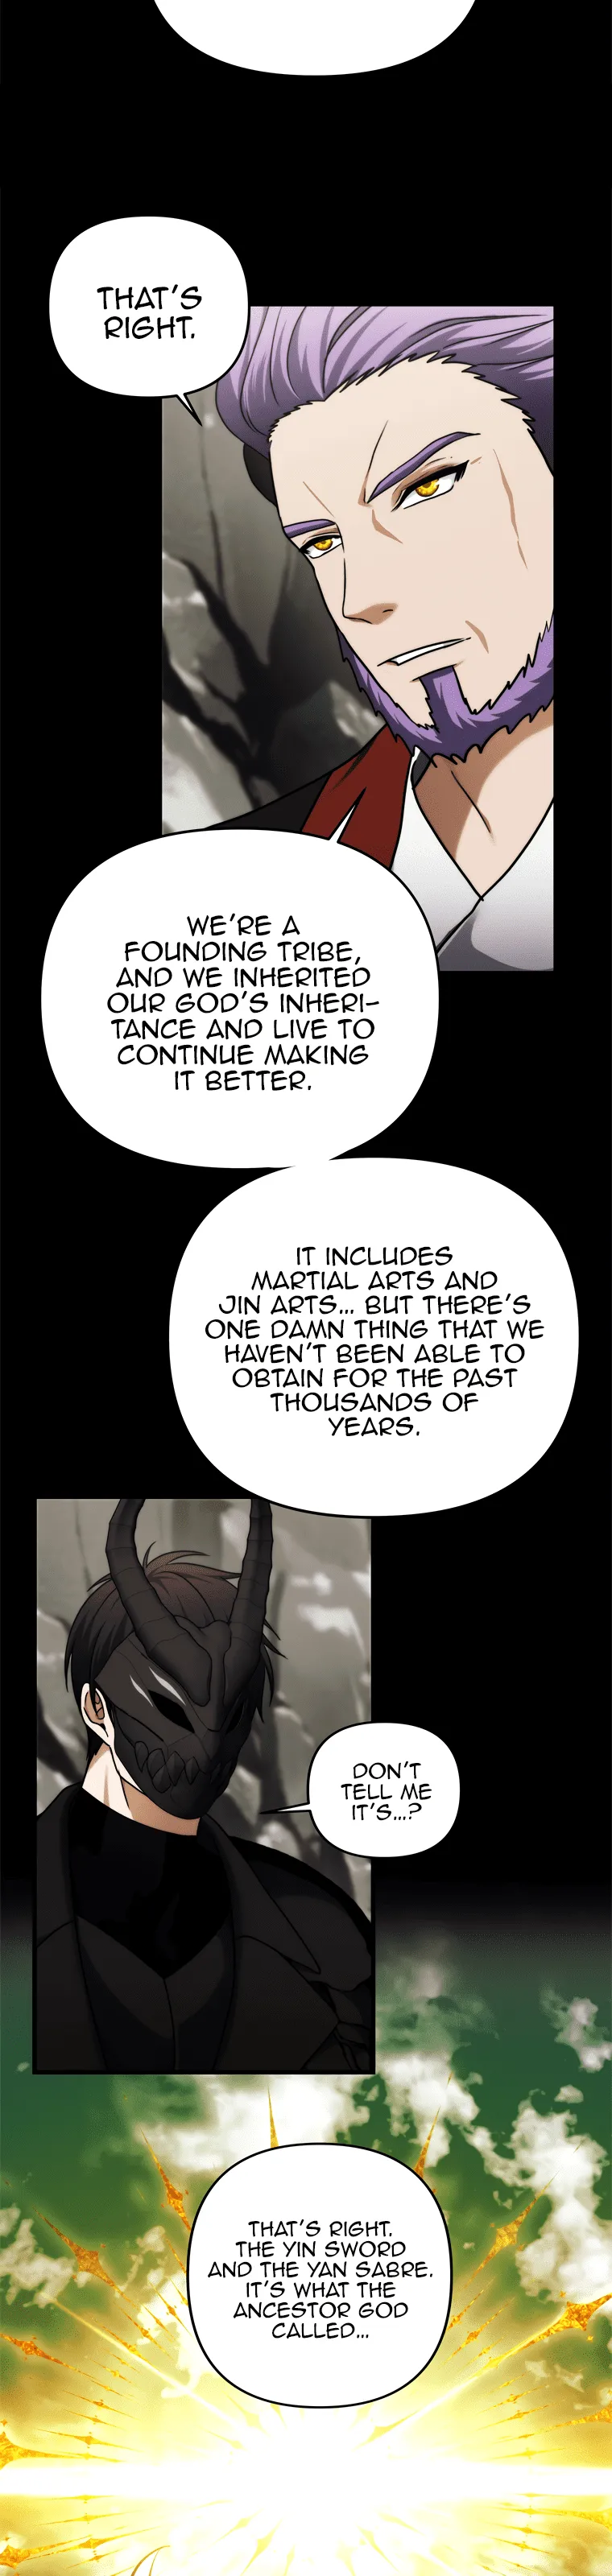 THAT'S
RIGHT.
WE'RE A
FOUNDING TRIBE,
AND WE INHERITED
OUR GOD'S INHERI-
TANCE AND LIVE TO
CONTINUE MAKING
IT BETTER.
IT INCLUDES
MARTIAL ARTS AND
JIN ARTS... BUT THERE'S
ONE DAMN THING THAT WE
HAVEN'T BEEN ABLE TO
OBTAIN FOR THE PAST
THOUSANDS OF
YEARS.
DON'T
TELL ME
IT'S...?
THAT'S RIGHT.
THE YIN SWORD
AND THE YAN SABRE.
IT'S WHAT THE
ANCESTOR GOD
CALLED...